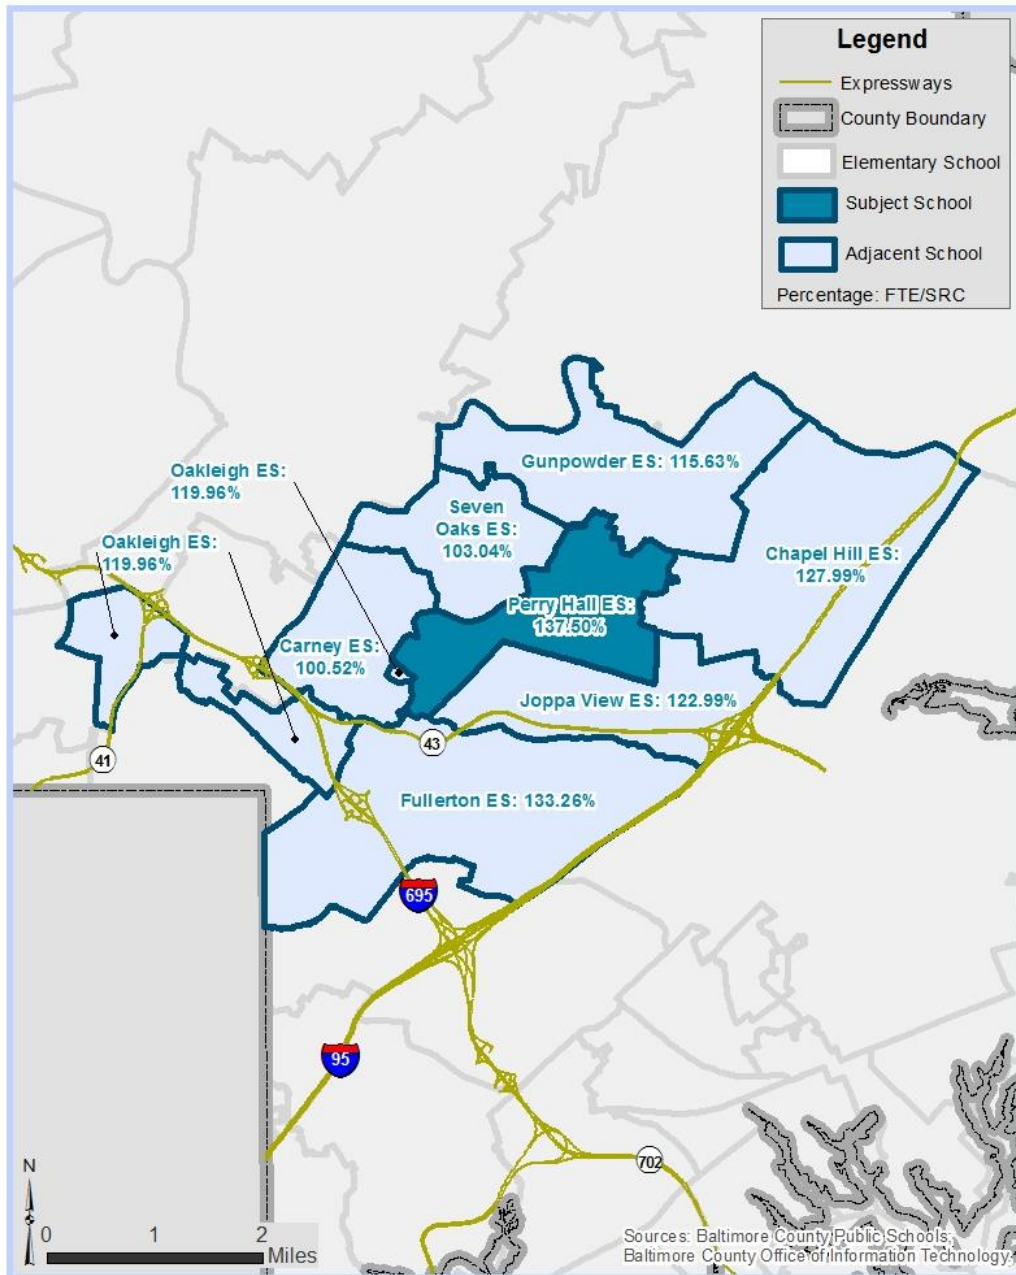 Legend
Expressways
County Boundary
Elementary School
Subject School
Adjacent School
Percentage: FTE/SRC
Oakleigh ES:
119.96%
Gunpowder ES: 115.63%
Seven
Oaks ES:
103.04%
Oakleigh ES:
119.96%
Chapel Hill ES:
127.99%
Perry Hall ES:
137.50%
Carney ES:
100.52%
Joppa View ES: 122.99%
43
41
Fullerton ES: 133.26%
695
95
702
N
0 1 2
Miles
Sources: Baltimore County Public Schools,
Baltimore County Office of Information Technology,